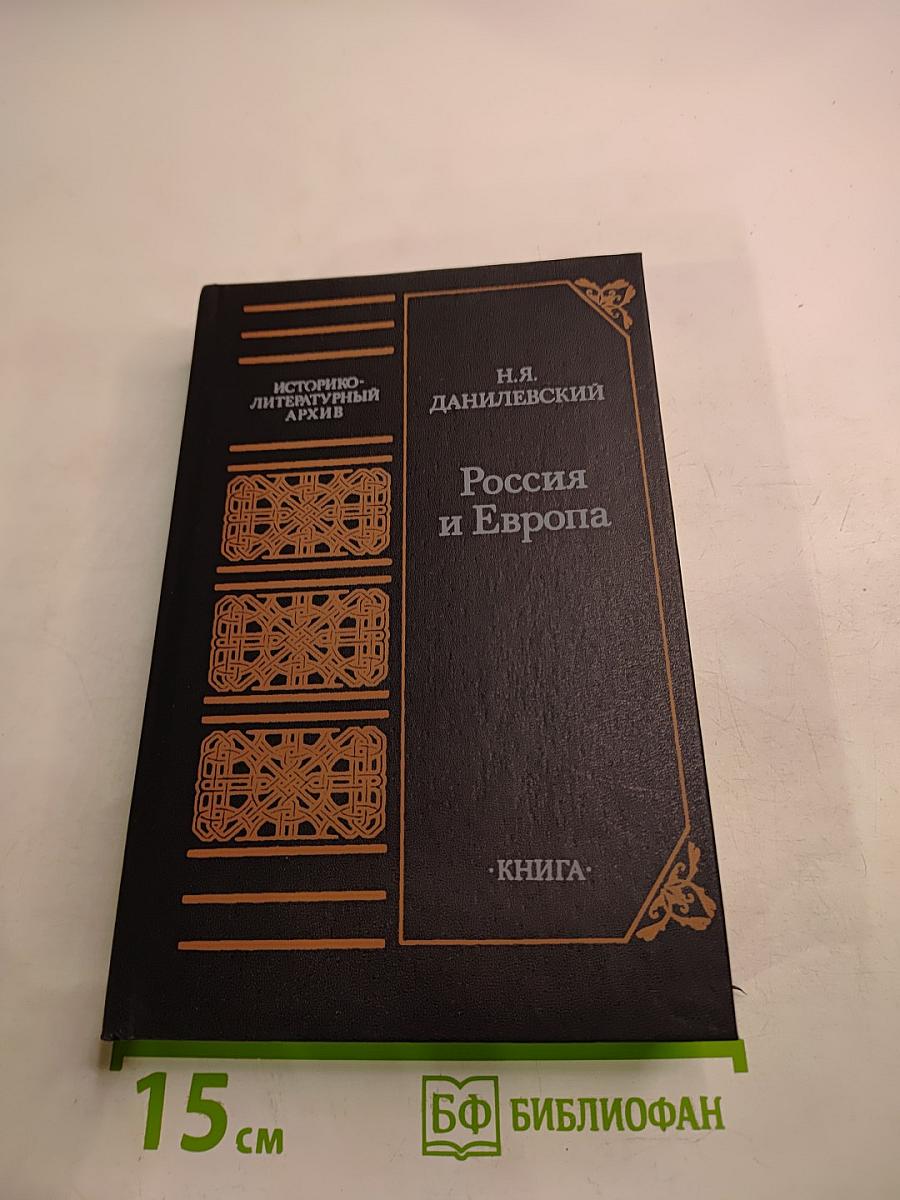 ИСТОРИКО-
ЛИТЕРАТУРНЫЙ
АРХИВ
Н.Я.
ДАНИЛЕВСКИЙ
Россия
и Европа
·КНИГА·
15 см
БФ БИБЛИОФАН